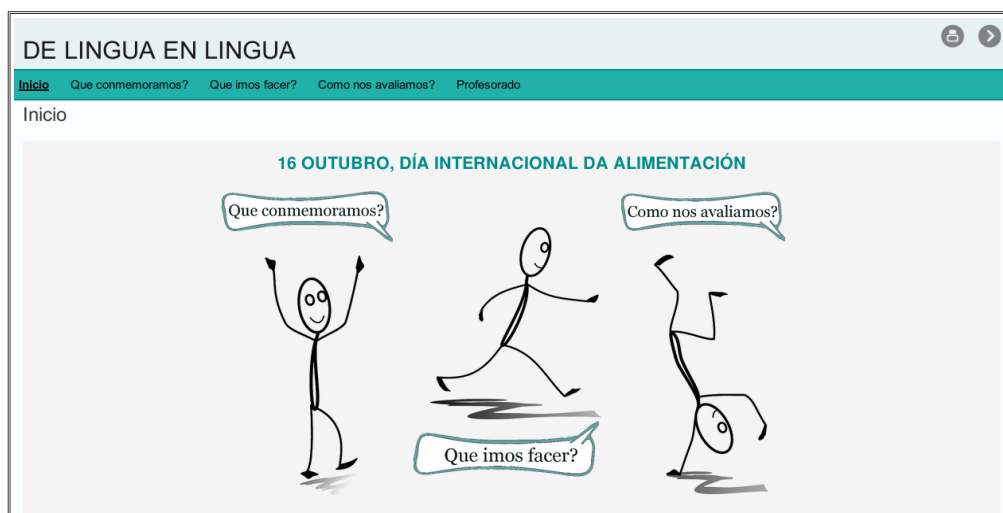 DE LINGUA EN LINGUA
Inicio Que conmemoramos? Que imos facer? Como nos avaliamos? Profesorado
Inicio
16 OUTUBRO, DÍA INTERNACIONAL DA ALIMENTACIÓN
Que conmemoramos?
Como nos avaliamos?
Que imos facer?